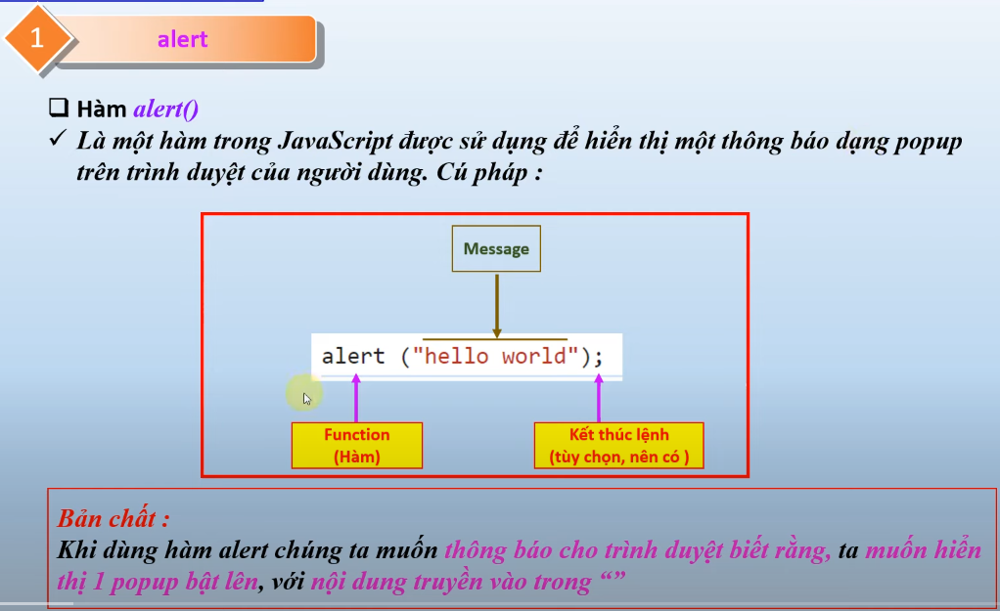 1
alert
Hàm alert()
Là một hàm trong JavaScript được sử dụng để hiển thị một thông báo dạng popup
trên trình duyệt của người dùng. Cú pháp :
Message
alert ("hello world");
Function
(Hàm)
Kết thúc lệnh
(tùy chọn, nên có )
Bản chất :
Khi dùng hàm alert chúng ta muốn thông báo cho trình duyệt biết rằng, ta muốn hiển
thị 1 popup bật lên, với nội dung truyền vào trong “”